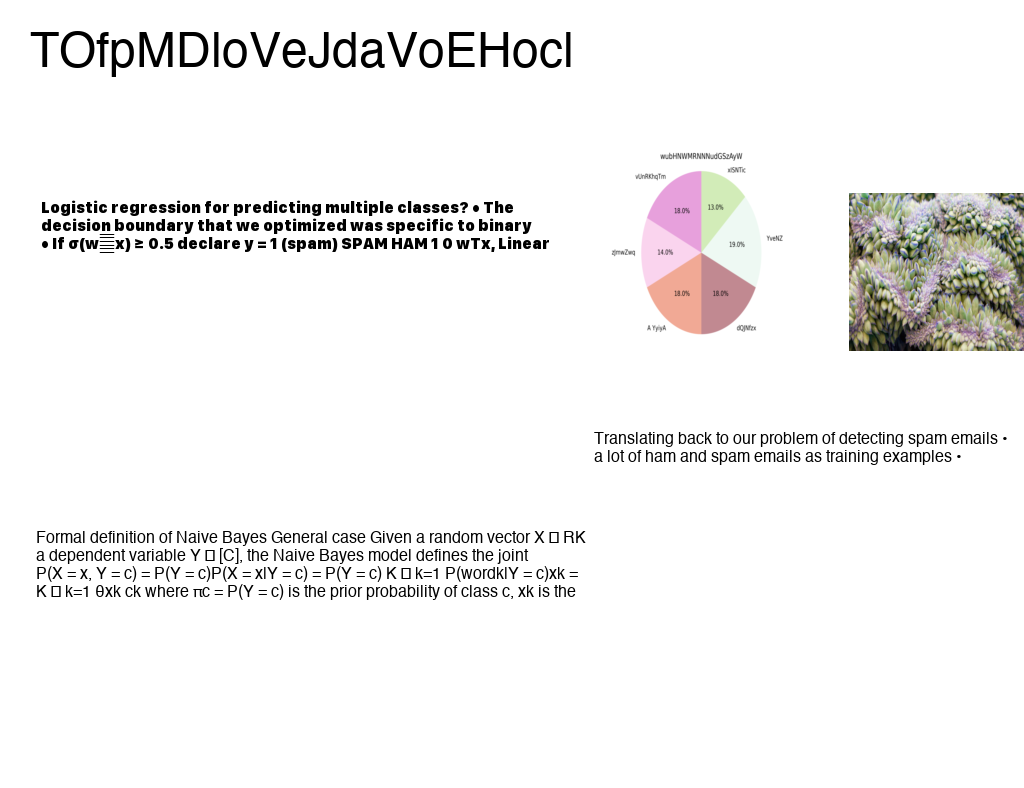 TOfpMDloVeJdaVoEHocl
wubHNWMRNNNudGSzAyW
vUnRKhqTm
xiSNTic
18.0%
13.0%
zJmwZwq
14.0%
19.0%
YveNZ
18.0%
18.0%
A YyiyA
dQJNfzx
Logistic regression for predicting multiple classes? • The
decision boundary that we optimized was specific to binary
• If σ(w x) ≥ 0.5 declare y = 1 (spam) SPAM HAM 1 0 wTx, Linear
Translating back to our problem of detecting spam emails •
a lot of ham and spam emails as training examples •
Formal definition of Naive Bayes General case Given a random vector X RK
a dependent variable Y [C], the Naive Bayes model defines the joint
P(X = x, Y = c) = P(Y = c)P(X = x|Y = c) = P(Y = c) K k=1 P(wordk|Y = c)xk =
K k=1 θxk ck where πc = P(Y = c) is the prior probability of class c, xk is the